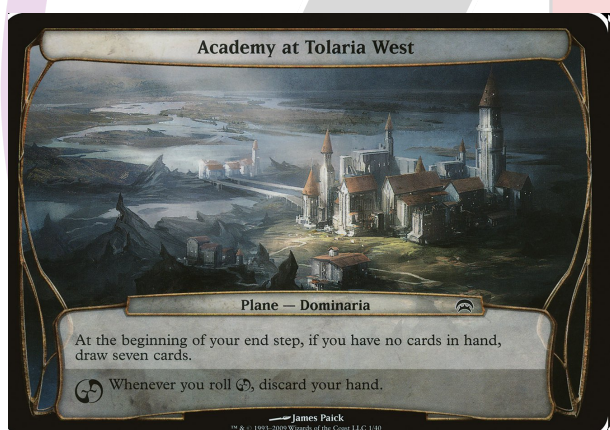 Academy at Tolaria West
Plane — Dominaria
At the beginning of your end step, if you have no cards in hand,
draw seven cards.
Whenever you roll , discard your hand.
James Paick
™ & © 1993–2009 Wizards of the Coast LLC 1/40